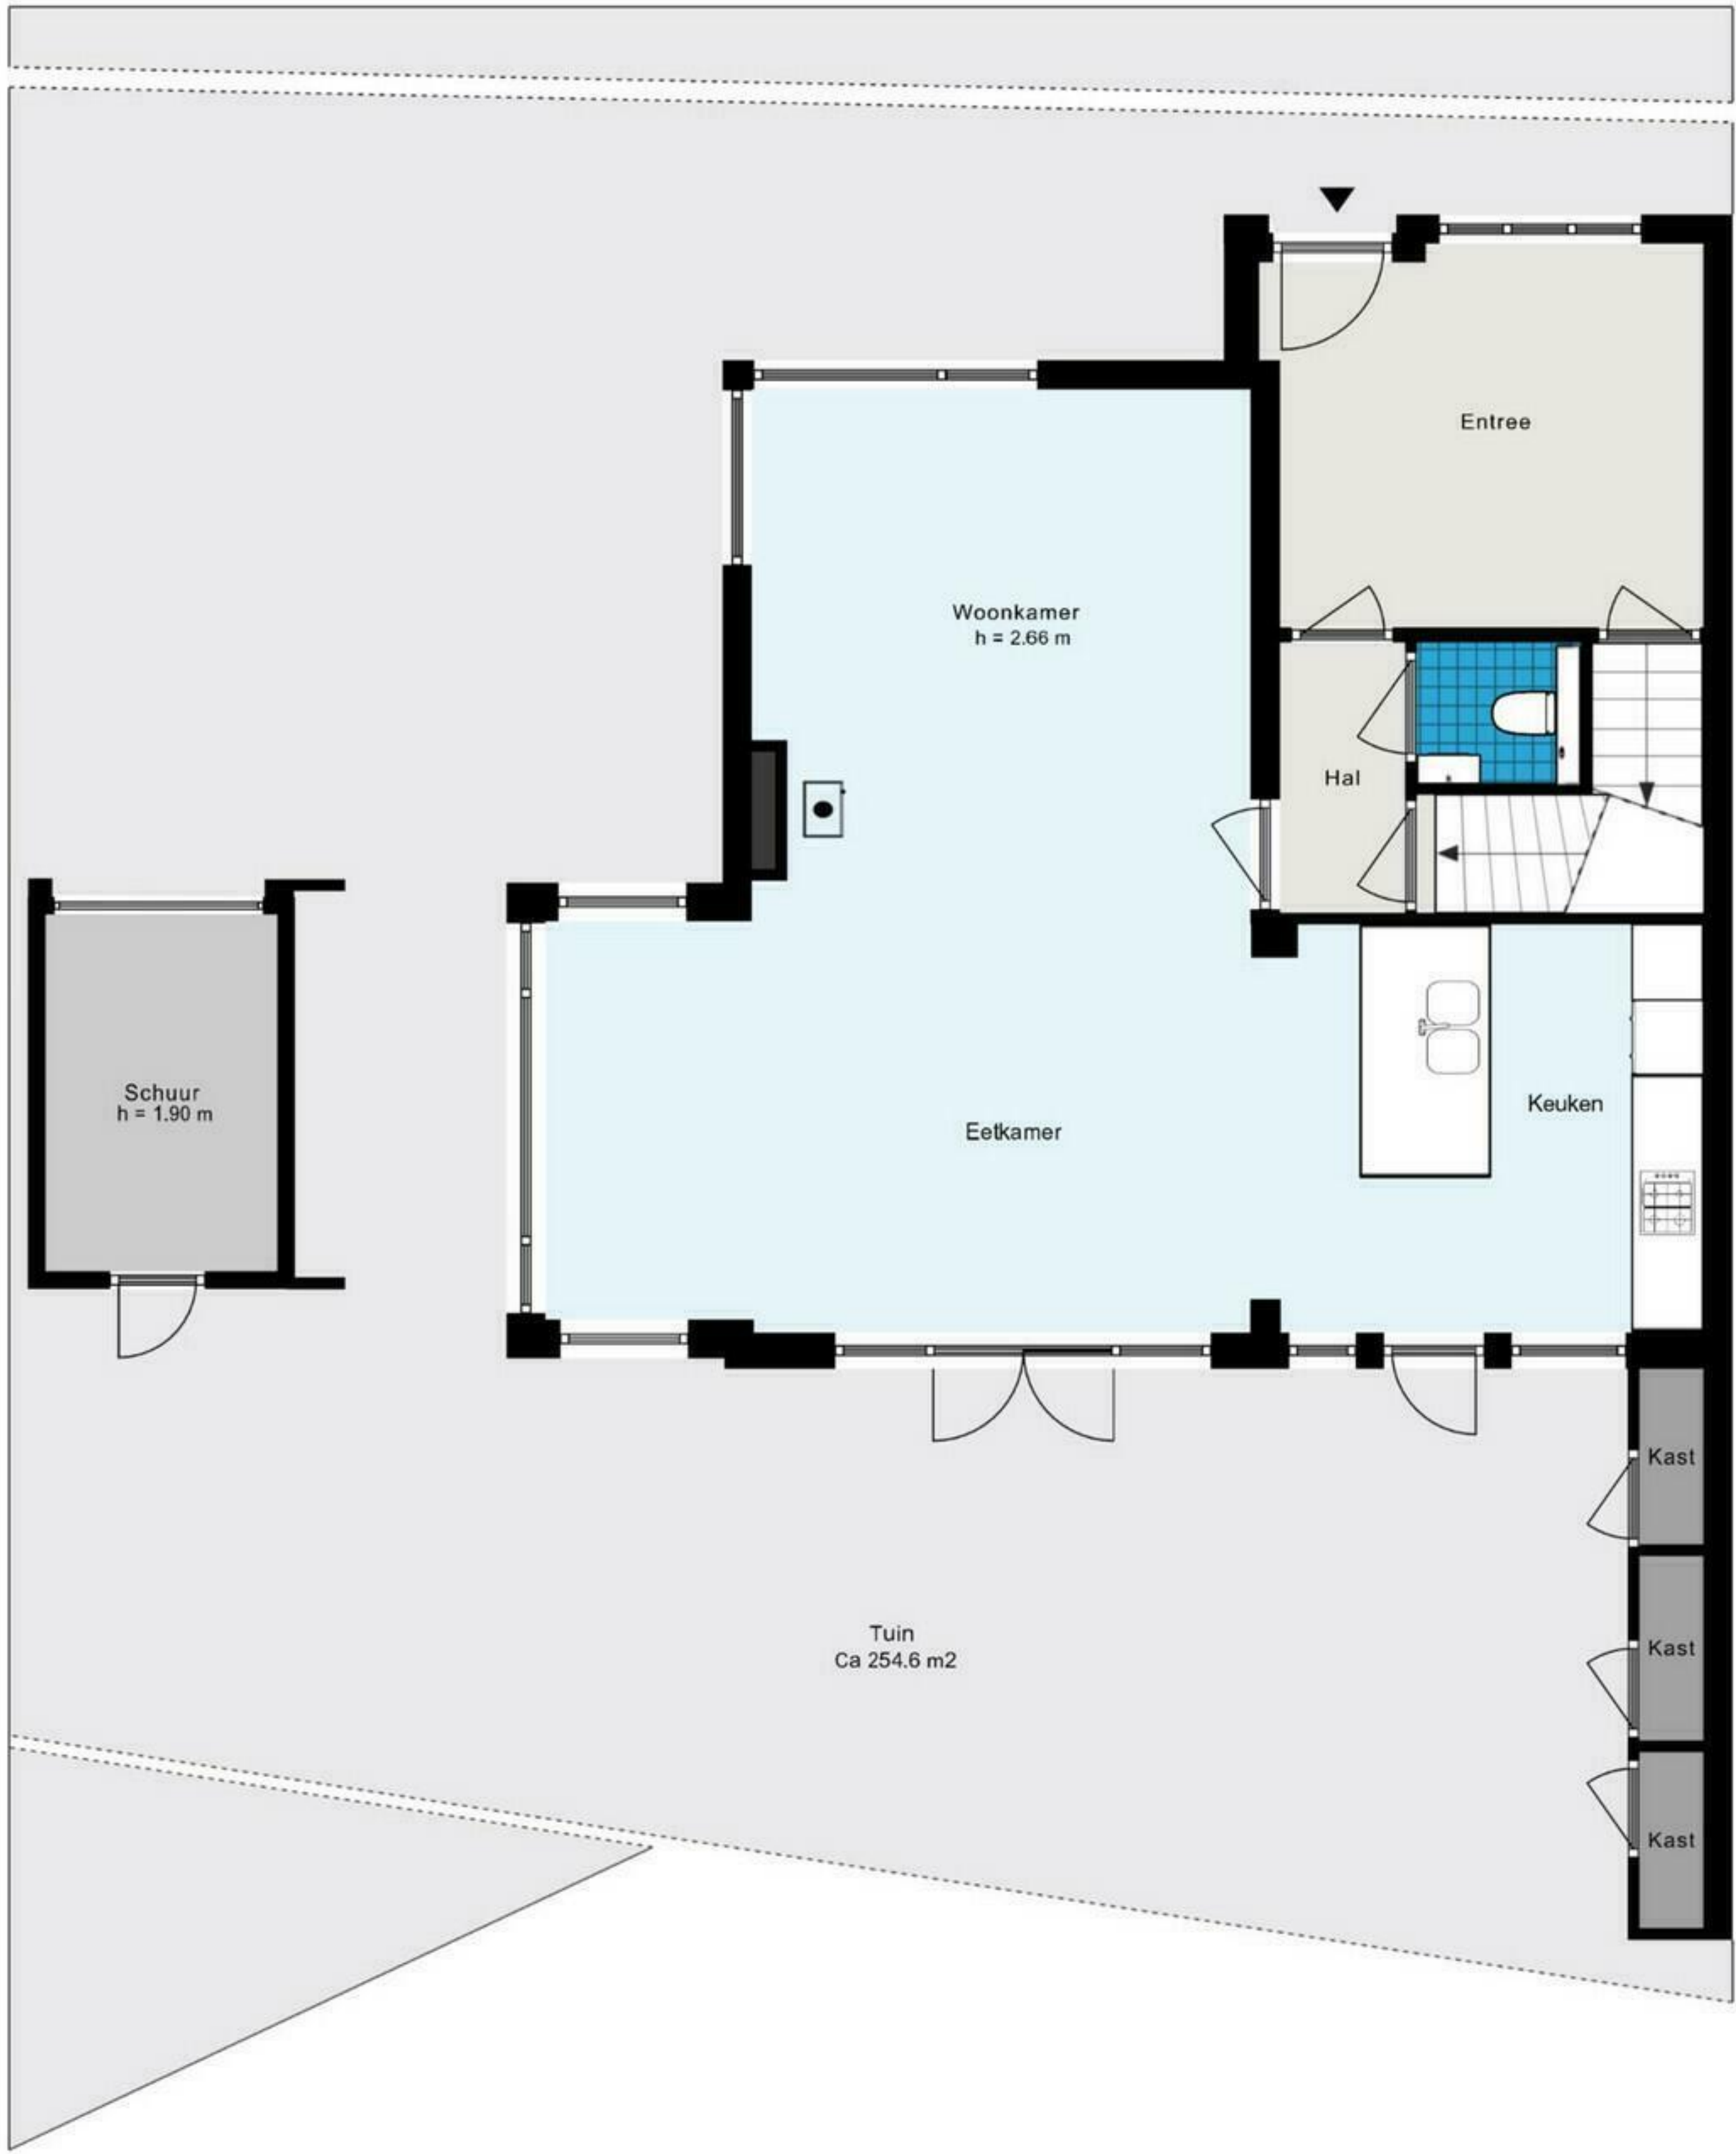 Entree
Woonkamer
h = 2.66 m
Hal
Schuur
h = 1.90 m
Keuken
Eetkamer
Kast
Tuin
Ca 254.6 m2
Kast
Kast